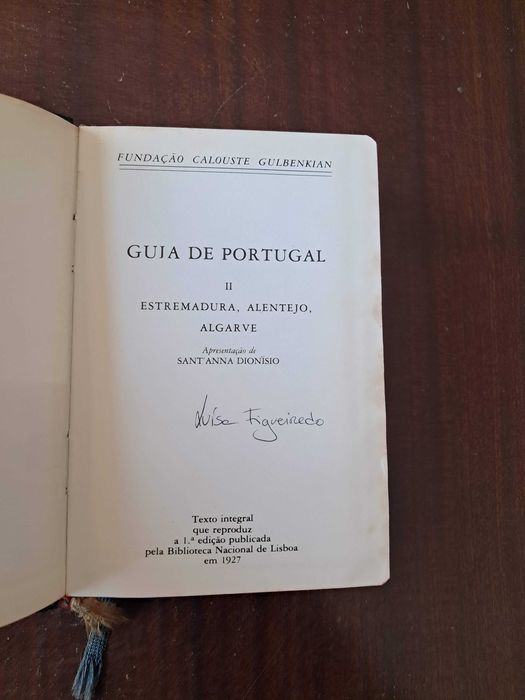 FUNDAÇÃO CALOUSTE GULBENKIAN
GUIA DE PORTUGAL
II
ESTREMADURA, ALENTEJO,
ALGARVE
Apresentação de
SANT'ANNA DIONÍSIO
Luísa Figueiredo
Texto integral
que reproduz
a 1.ª edição publicada
pela Biblioteca Nacional de Lisboa
em 1927